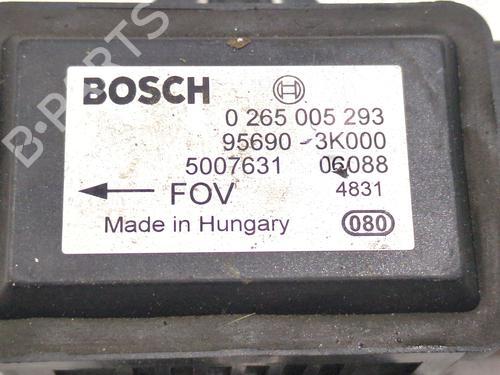 B-PARTS
BOSCH
0 265 005 293
95690-3K000
5007631 06088
FOV 4831
Made in Hungary 080